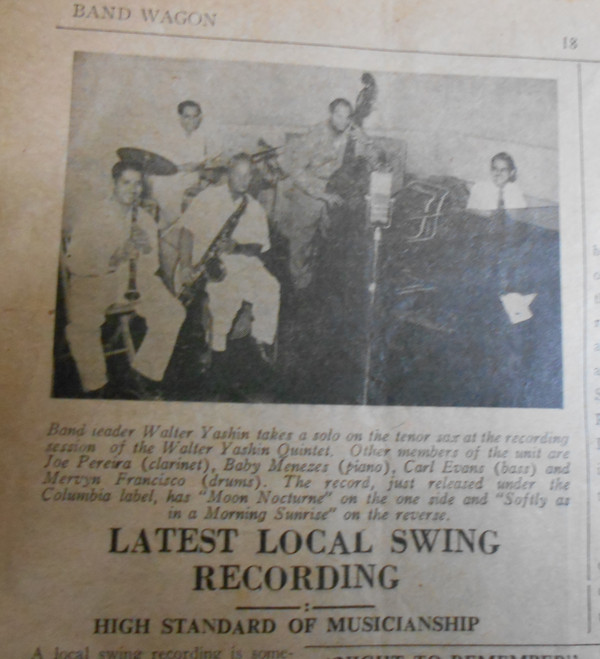 BAND WAGON
18
Band leader Walter Yashin takes a solo on the tenor sax at the recording
session of the Walter Yashin Quintet. Other members of the unit are
Joe Pereira (clarinet), Baby Menezes (piano), Carl Evans (bass) and
Mervyn Francisco (drums). The record, just released under the
Columbia label, has "Moon Nocturne" on the one side and "Softly as
in a Morning Sunrise" on the reverse.
LATEST LOCAL SWING
RECORDING
HIGH STANDARD OF MUSICIANSHIP
A local swing recording is some-
OUGHT TO REMEMBER"